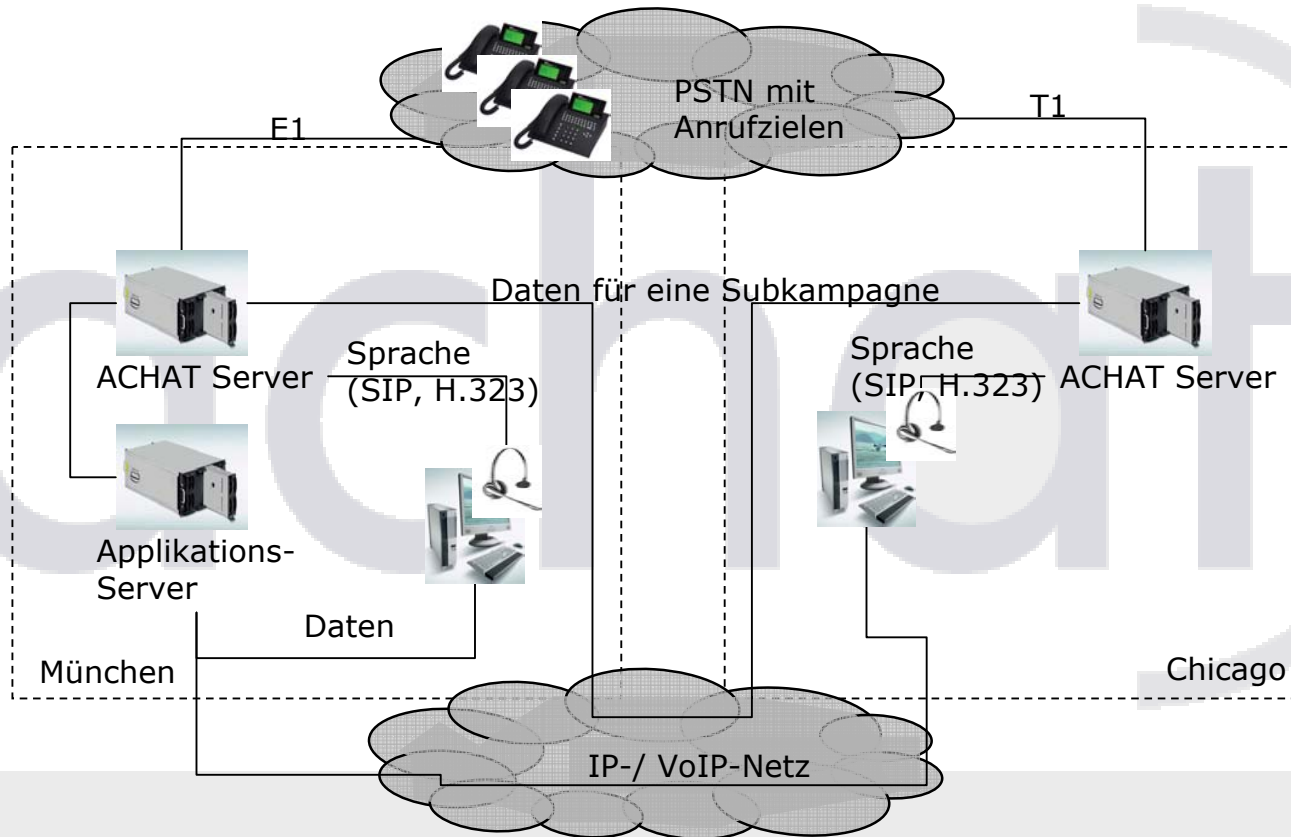 PSTN mit
Anrufzielen
E1
T1
Daten für eine Subkampagne
Sprache
(SIP, H.323)
ACHAT Server
Sprache
(SIP, H.323)
ACHAT Server
Applikations-
Server
Daten
München
Chicago
IP-/ VoIP-Netz
achat